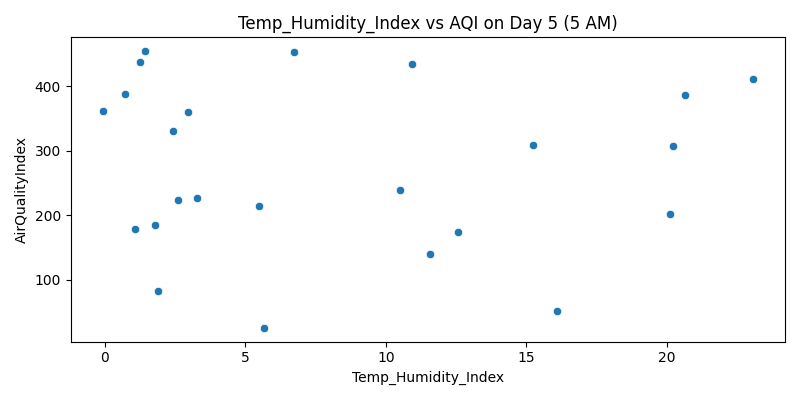 Temp_Humidity_Index vs AQI on Day 5 (5 AM)
AirQualityIndex
400
300
200
100
0 5 10 15 20
Temp_Humidity_Index